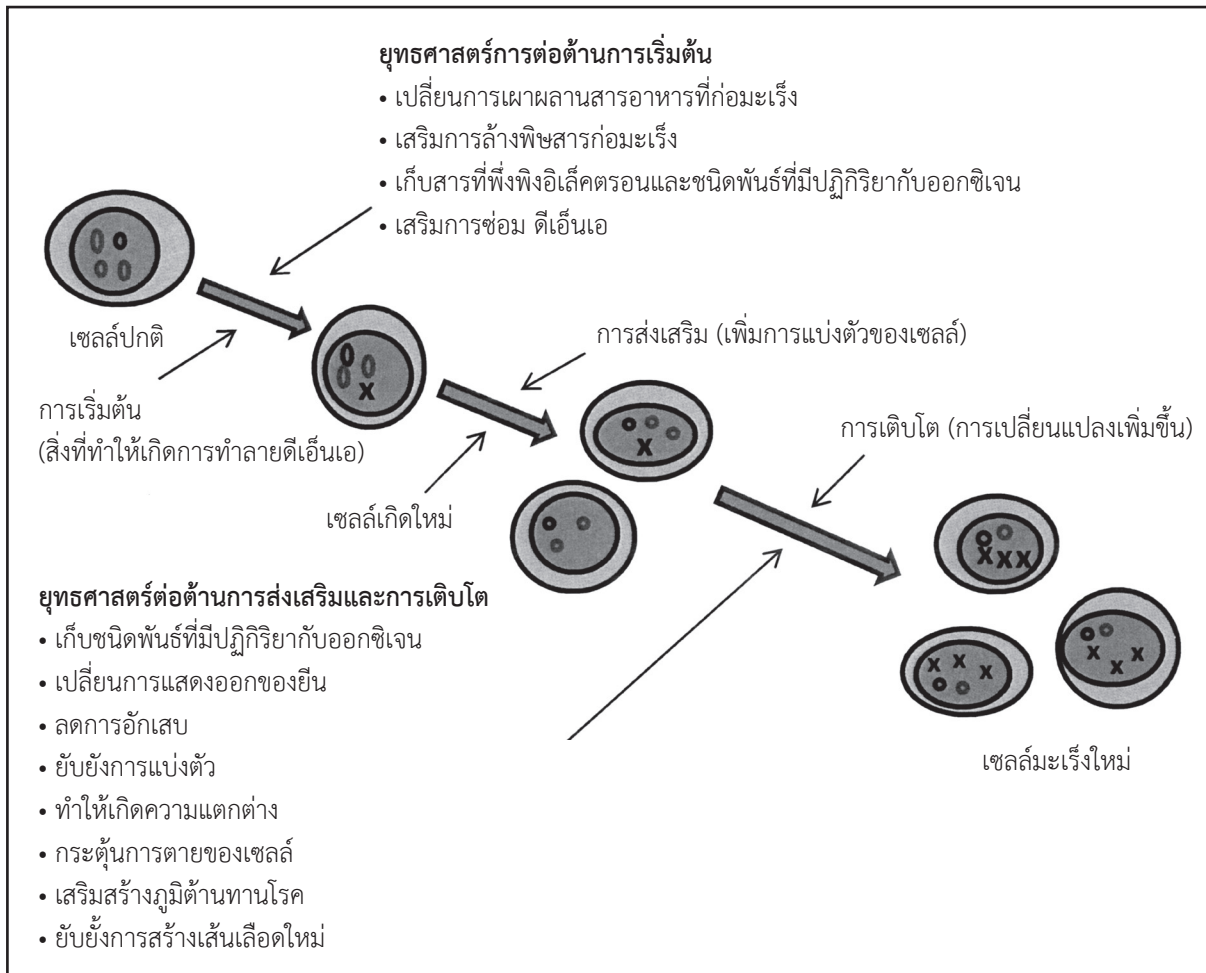 ยุทธศาสตร์การต่อต้านการเริ่มต้น
• เปลี่ยนการเผาผลานสารอาหารที่ก่อมะเร็ง
• เสริมการล้างพิษสารก่อมะเร็ง
• เก็บสารที่พึ่งพิงอิเล็คตรอนและชนิดพันธ์ที่มีปฏิกิริยากับออกซิเจน
• เสริมการซ่อม ดีเอ็นเอ
เซลล์ปกติ
การส่งเสริม (เพิ่มการแบ่งตัวของเซลล์)
x
การเริ่มต้น
(สิ่งที่ทำให้เกิดการทำลายดีเอ็นเอ)
x
การเติบโต (การเปลี่ยนแปลงเพิ่มขึ้น)
เซลล์เกิดใหม่
x x x
ยุทธศาสตร์ต่อต้านการส่งเสริมและการเติบโต
• เก็บชนิดพันธ์ที่มีปฏิกิริยากับออกซิเจน
• เปลี่ยนการแสดงออกของยีน
• ลดการอักเสบ
• ยับยังการแบ่งตัว
• ทำให้เกิดความแตกต่าง
• กระตุ้นการตายของเซลล์
• เสริมสร้างภูมิต้านทานโรค
• ยับยั้งการสร้างเส้นเลือดใหม่
x x x
x x x
เซลล์มะเร็งใหม่